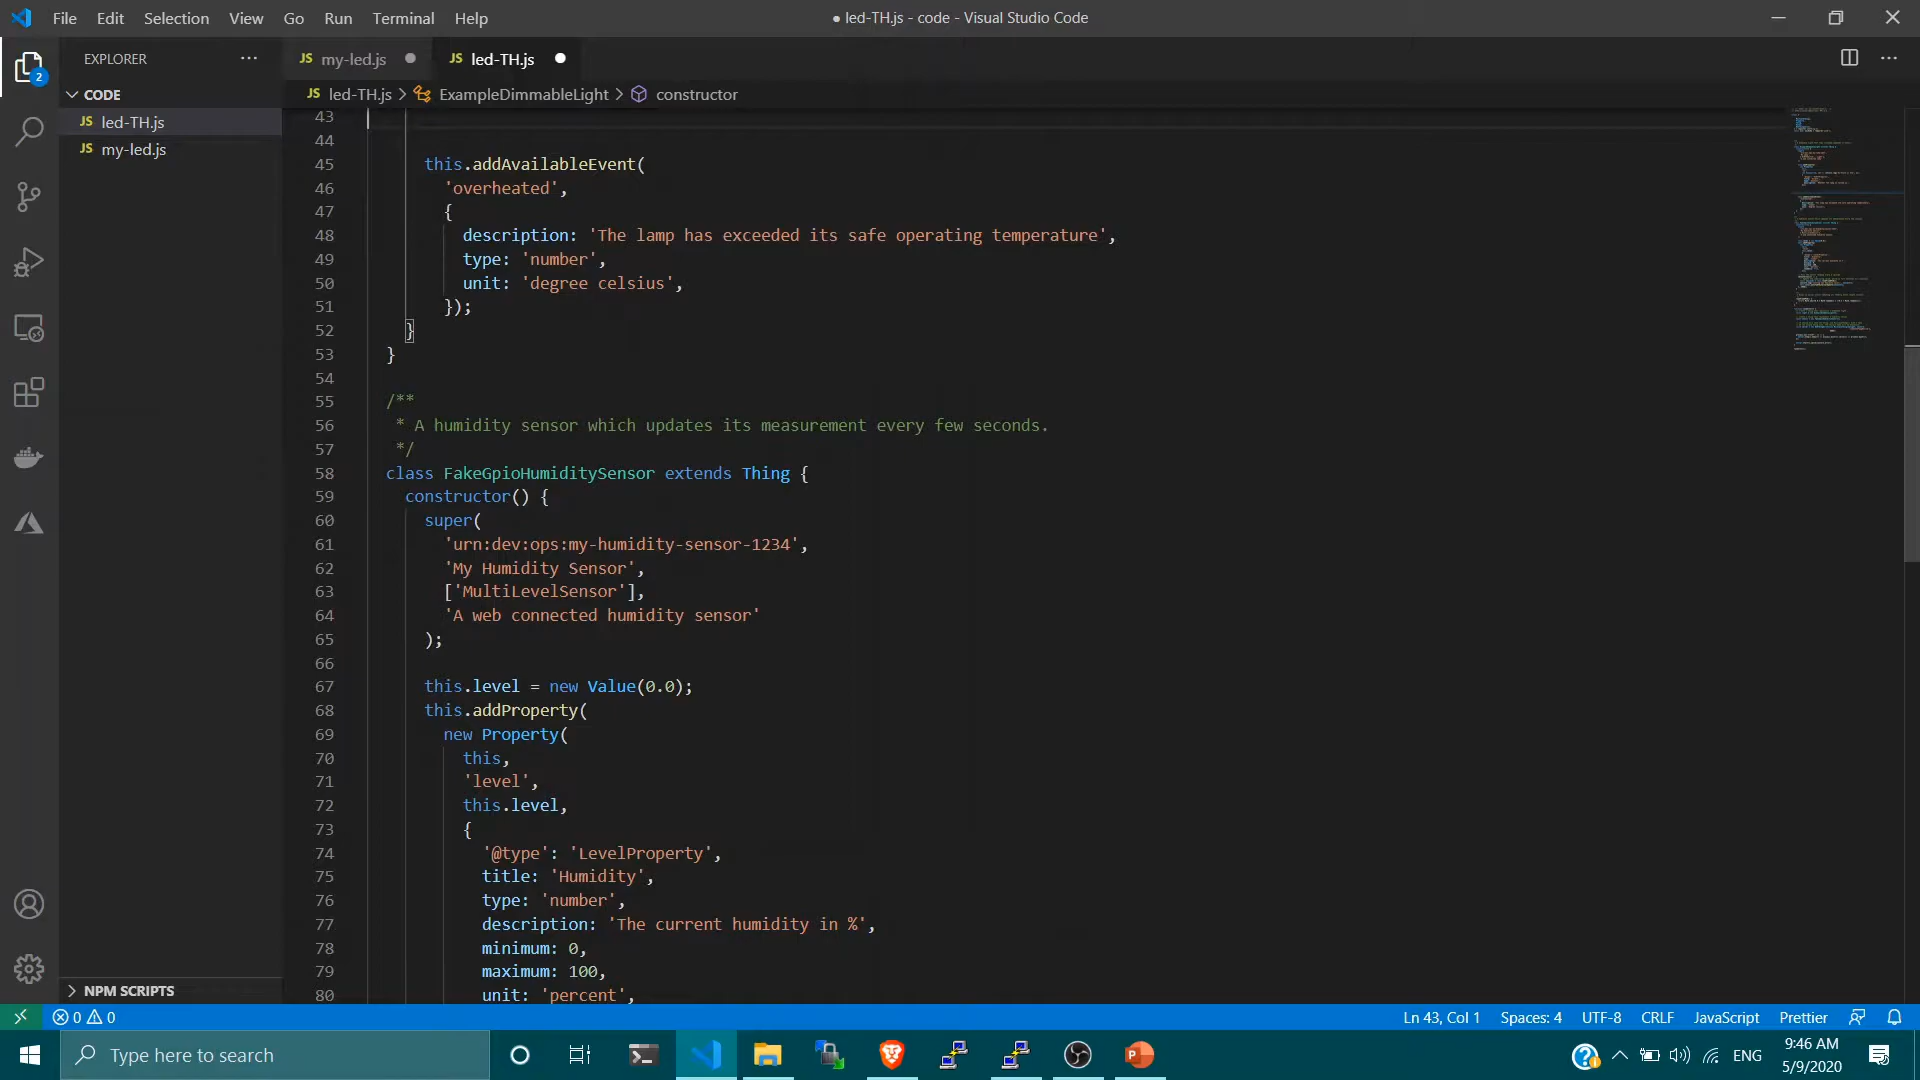 File Edit Selection View Go Run Terminal Help
● led-TH.js - code - Visual Studio Code
EXPLORER
JS my-led.js
JS led-TH.js
2
CODE
JS led-TH.js > ExampleDimmableLight > constructor
JS led-TH.js
JS my-led.js
43
44
45 this.addAvailableEvent(
46 'overheated',
47 {
48 description: 'The lamp has exceeded its safe operating temperature',
49 type: 'number',
50 unit: 'degree celsius',
51 });
52 }
53 }
54
55 /**
56 * A humidity sensor which updates its measurement every few seconds.
57 */
58 class FakeGpioHumiditySensor extends Thing {
59 constructor() {
60 super(
61 'urn:dev:ops:my-humidity-sensor-1234',
62 'My Humidity Sensor',
63 ['MultiLevelSensor'],
64 'A web connected humidity sensor'
65 );
66
67 this.level = new Value(0.0);
68 this.addProperty(
69 new Property(
70 this,
71 'level',
72 this.level,
73 {
74 '@type': 'LevelProperty',
75 title: 'Humidity',
76 type: 'number',
77 description: 'The current humidity in %',
78 minimum: 0,
79 maximum: 100,
80 unit: 'percent',
NPM SCRIPTS
0 0
Ln 43, Col 1 Spaces: 4 UTF-8 CRLF JavaScript Prettier
Type here to search
ENG
9:46 AM
5/9/2020